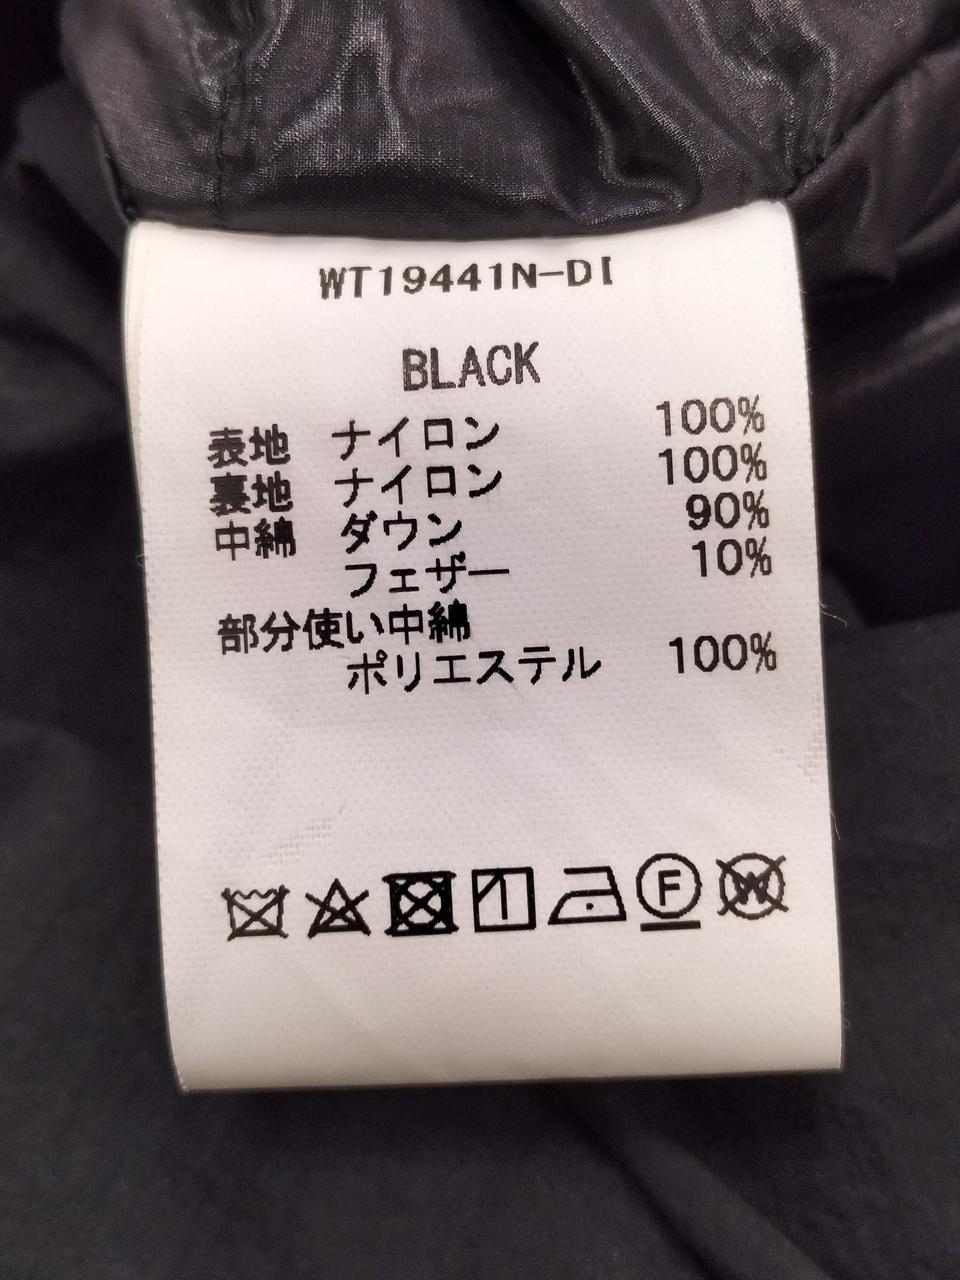 WT19441N-DI
BLACK
表地 ナイロン 100%
裏地 ナイロン 100%
中綿 ダウン 90%
フェザー 10%
部分使い中綿
ポリエステル 100%
F W